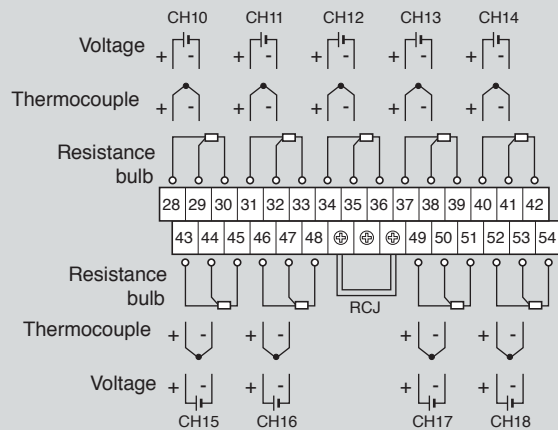 CH10 CH11 CH12 CH13 CH14
Voltage + - + - + - + - + -
Thermocouple + - + - + - + - + -
Resistance
bulb
28 29 30 31 32 33 34 35 36 37 38 39 40 41 42
43 44 45 46 47 48 49 50 51 52 53 54
Resistance
bulb
RCJ
Thermocouple + - + - + - + -
Voltage + - + - + - + -
CH15 CH16 CH17 CH18